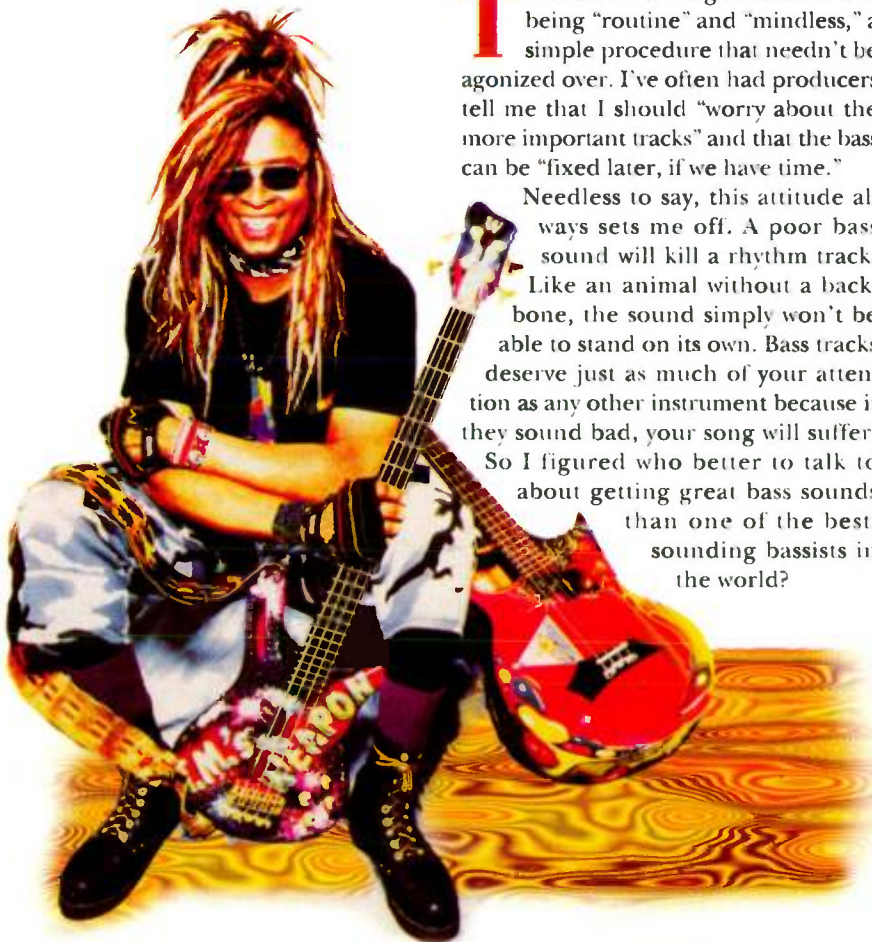 T
being “routine” and “mindless,” a
simple procedure that needn’t be
agonized over. I’ve often had producers
tell me that I should “worry about the
more important tracks” and that the bass
can be “fixed later, if we have time.”
Needless to say, this attitude al
ways sets me off. A poor bass
sound will kill a rhythm track
Like an animal without a back
bone, the sound simply won’t be
able to stand on its own. Bass tracks
deserve just as much of your atten
tion as any other instrument because i
they sound bad, your song will suffer
So I figured who better to talk to
about getting great bass sounds
than one of the best
sounding bassists in
the world?
T.M.'s
WEAPON